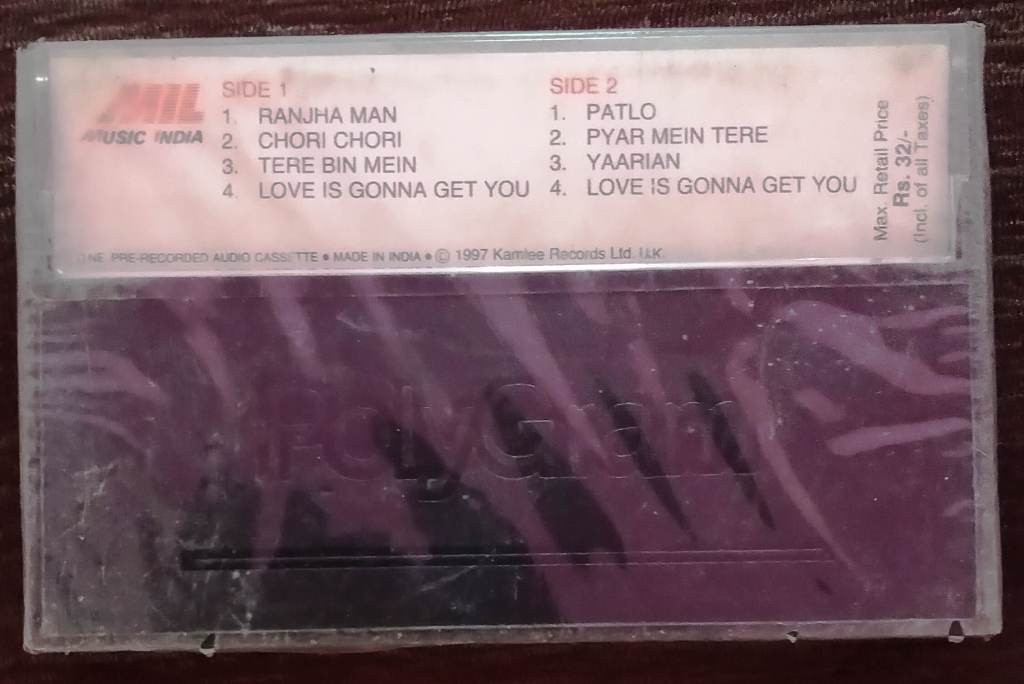 MIL
MUSIC INDIA
SIDE 1
1. RANJHA MAN
2. CHORI CHORI
3. TERE BIN MEIN
4. LOVE IS GONNA GET YOU
SIDE 2
1. PATLO
2. PYAR MEIN TERE
3. YAARIAN
4. LOVE IS GONNA GET YOU
Max. Retail Price
Rs. 32/-
(Incl. of all Taxes)
ONE PRE-RECORDED AUDIO CASSETTE • MADE IN INDIA • © 1997 Kamlee Records Ltd. U.K.
PolyGram